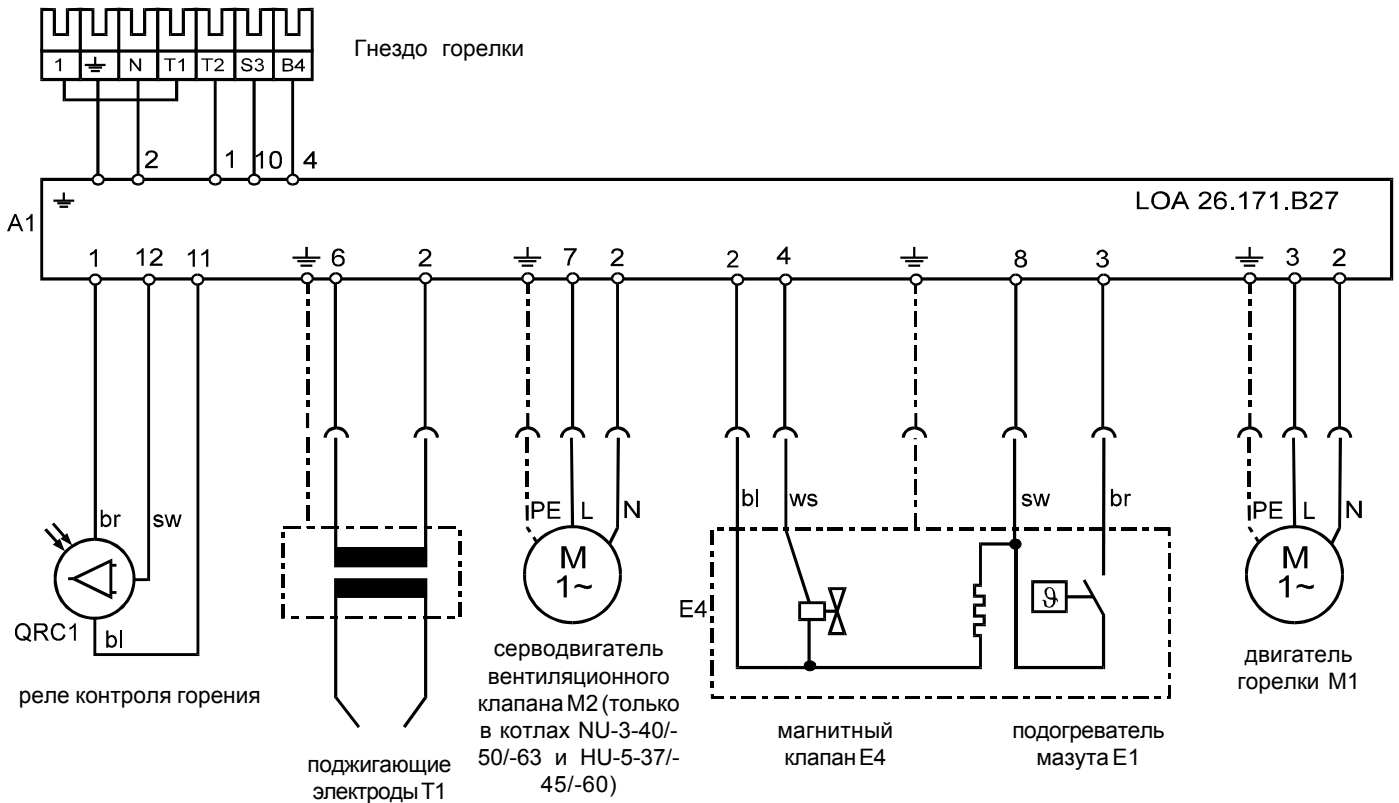 Гнездо горелки
1 N T1 T2 S3 B4
2 1 10 4
A1
LOA 26.171.B27
1 12 11 6 2 7 2 2 4 8 3 3 2
bl ws sw br
br sw
PE L N
PE L N
M
1~
M
1~
E4
ϑ
QRC1
bl
реле контроля горения
поджигающие
электроды T1
серводвигатель
вентиляционного
клапана M2 (только
в котлах NU-3-40/-
50/-63 и HU-5-37/-
45/-60)
магнитный
клапан E4
подогреватель
мазута E1
двигатель
горелки M1